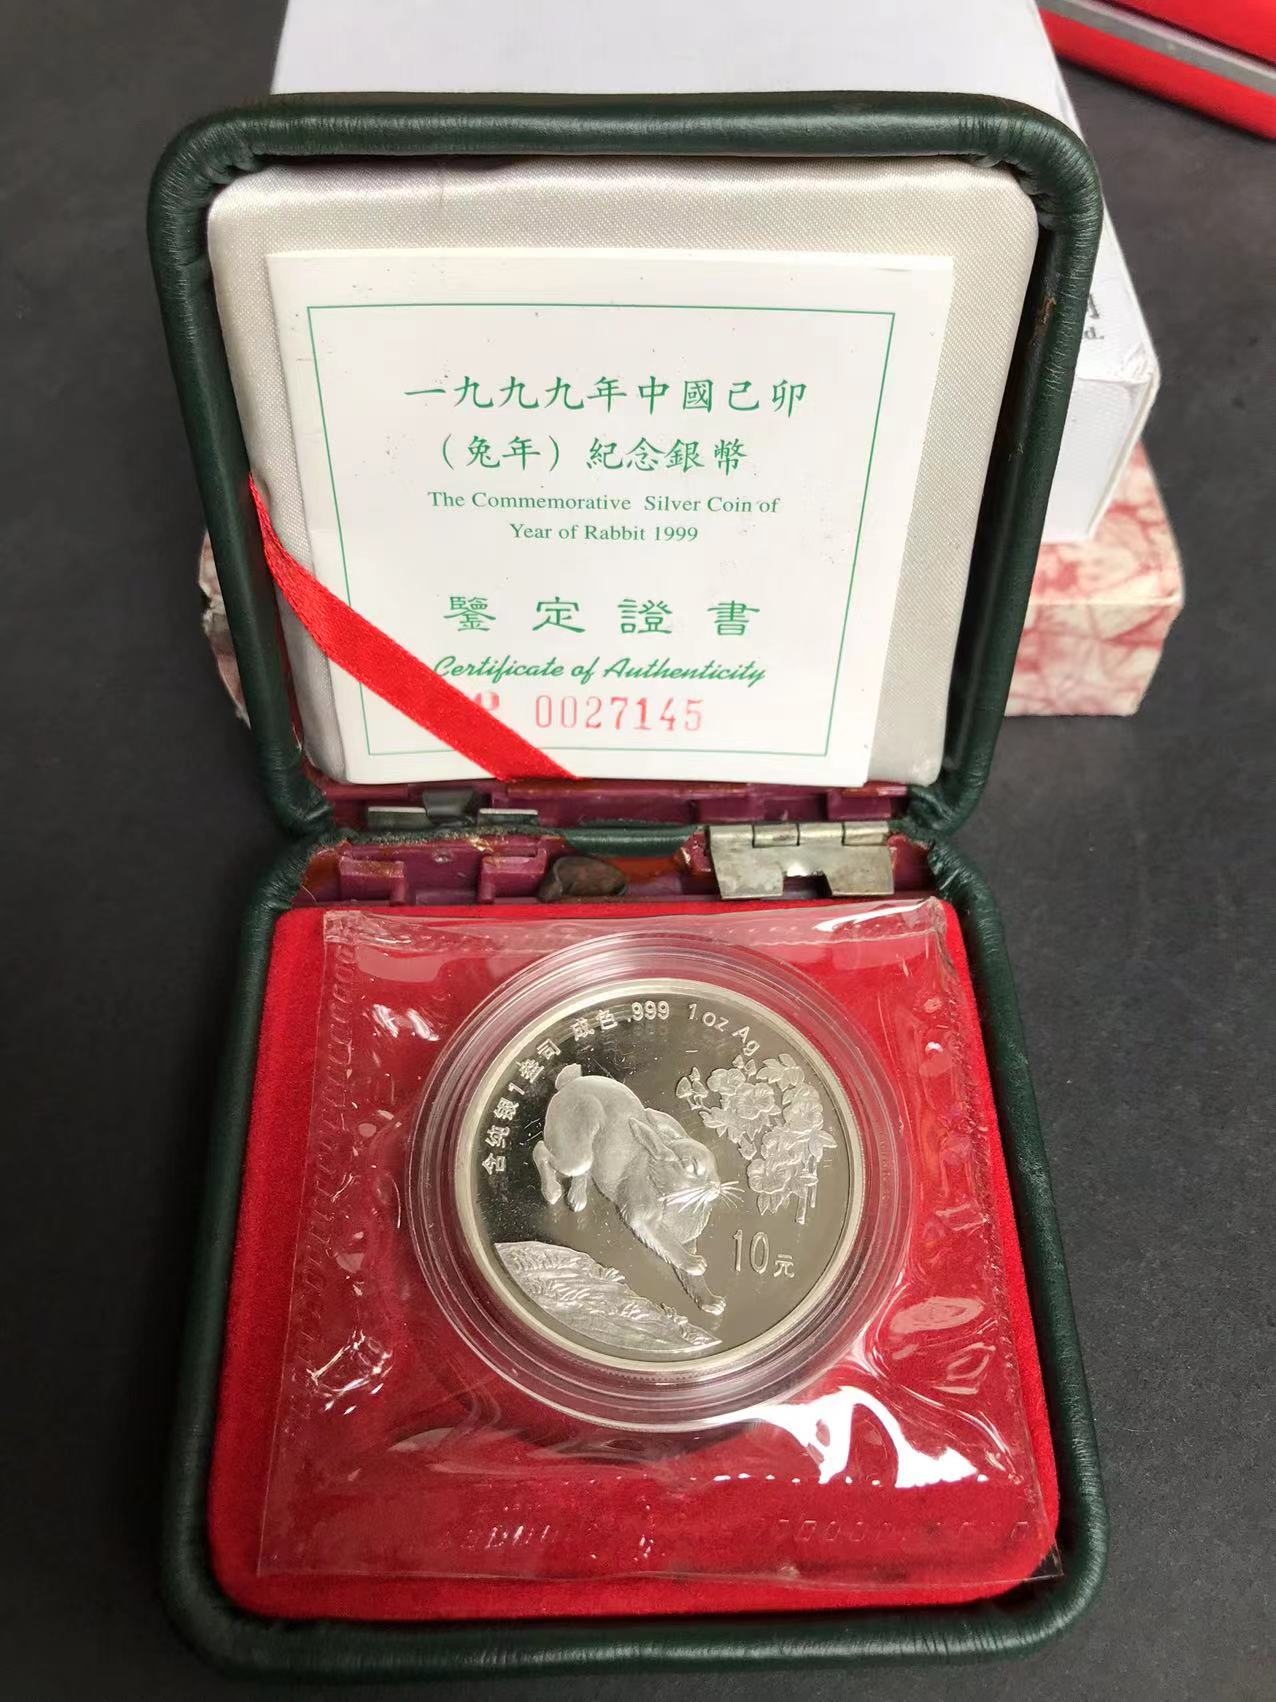 一九九九年中國己卯
（兔年）紀念銀幣
The Commemorative Silver Coin of
Year of Rabbit 1999
鑒定證書
Certificate of Authenticity
0027145
含纯银1盎司 成色.999 1oz Ag
10元